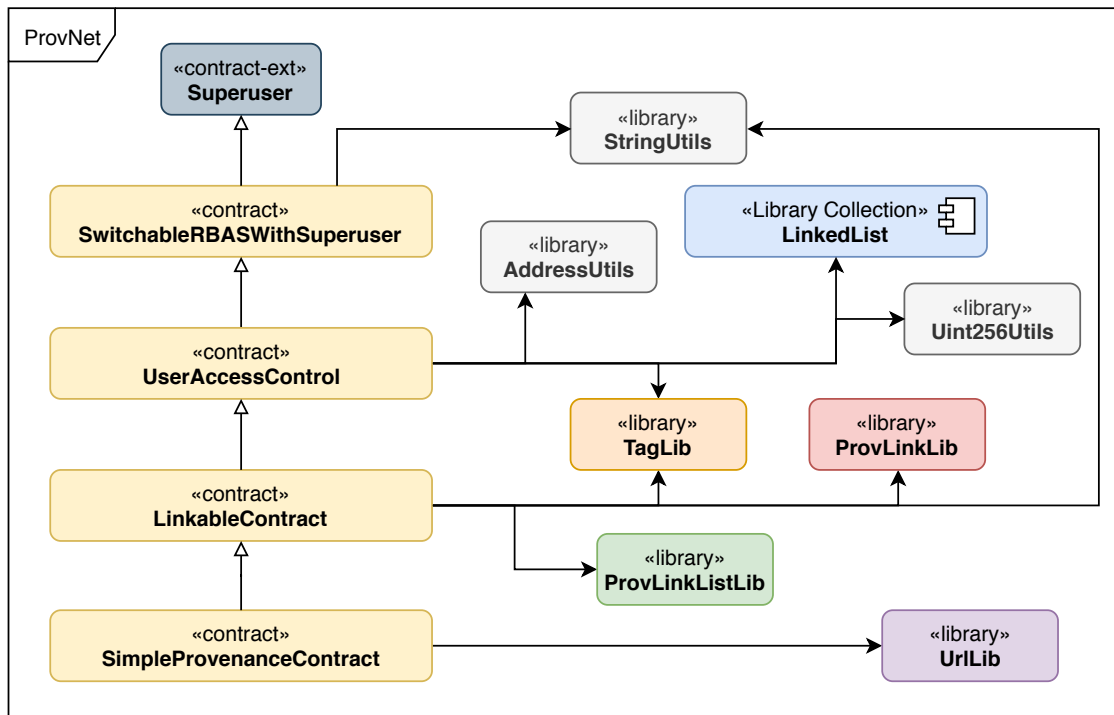 ProvNet
«contract-ext»
Superuser
«library»
StringUtils
«contract»
SwitchableRBASWithSuperuser
«Library Collection»
LinkedList
«library»
AddressUtils
«library»
Uint256Utils
«contract»
UserAccessControl
«library»
TagLib
«library»
ProvLinkLib
«contract»
LinkableContract
«library»
ProvLinkListLib
«contract»
SimpleProvenanceContract
«library»
UrlLib